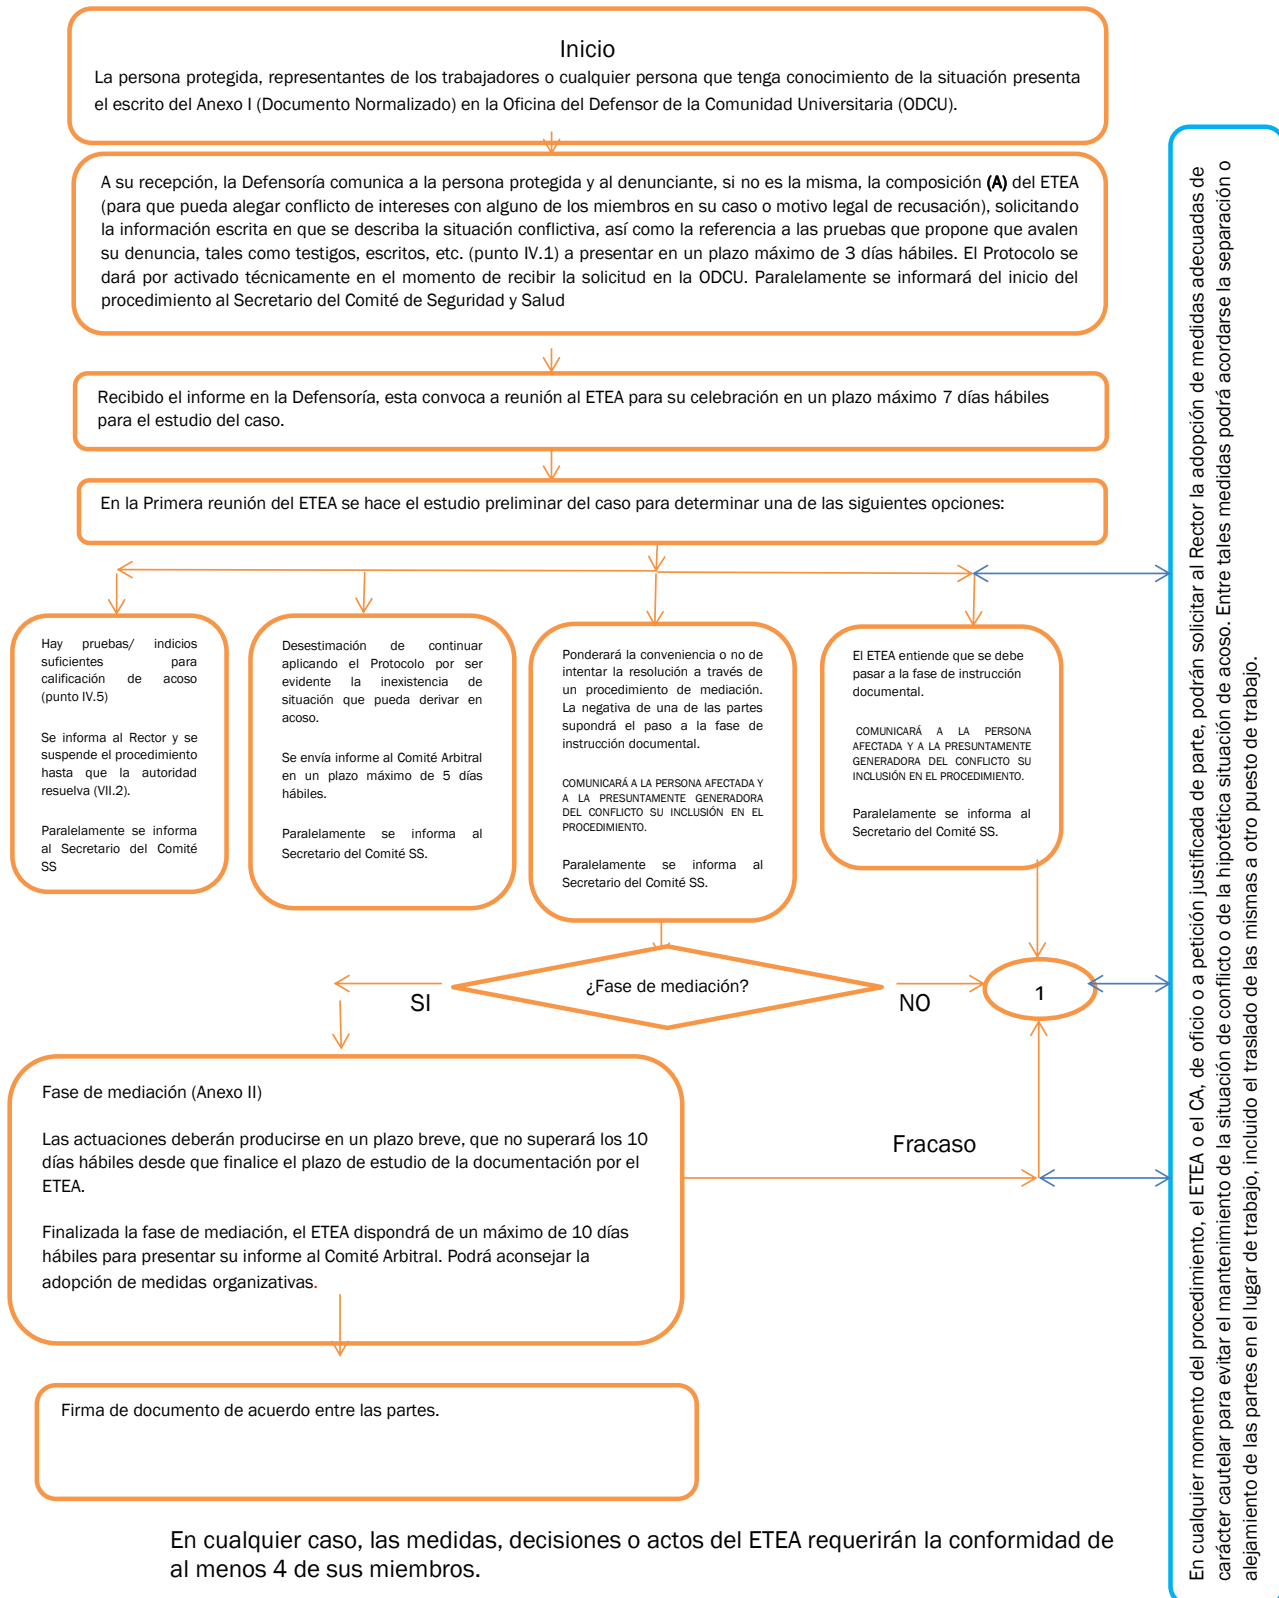 Inicio
La persona protegida, representantes de los trabajadores o cualquier persona que tenga conocimiento de la situación presenta
el escrito del Anexo I (Documento Normalizado) en la Oficina del Defensor de la Comunidad Universitaria (ODCU).
A su recepción, la Defensoría comunica a la persona protegida y al denunciante, si no es la misma, la composición (A) del ETEA
(para que pueda alegar conflicto de intereses con alguno de los miembros en su caso o motivo legal de recusación), solicitando
la información escrita en que se describa la situación conflictiva, así como la referencia a las pruebas que propone que avalen
su denuncia, tales como testigos, escritos, etc. (punto IV.1) a presentar en un plazo máximo de 3 días hábiles. El Protocolo se
dará por activado técnicamente en el momento de recibir la solicitud en la ODCU. Paralelamente se informará del inicio del
procedimiento al Secretario del Comité de Seguridad y Salud
Recibido el informe en la Defensoría, esta convoca a reunión al ETEA para su celebración en un plazo máximo 7 días hábiles
para el estudio del caso.
En la Primera reunión del ETEA se hace el estudio preliminar del caso para determinar una de las siguientes opciones:
Hay pruebas/ indicios
suficientes para
calificación de acoso
(punto IV.5)
Se informa al Rector y se
suspende el procedimiento
hasta que la autoridad
resuelva (VII.2).
Paralelamente se informa
al Secretario del Comité
SS
Desestimación de continuar
aplicando el Protocolo por ser
evidente la inexistencia de
situación que pueda derivar en
acoso.
Se envía informe al Comité Arbitral
en un plazo máximo de 5 días
hábiles.
Paralelamente se informa al
Secretario del Comité SS.
Ponderará la conveniencia o no de
intentar la resolución a través de
un procedimiento de mediación.
La negativa de una de las partes
supondrá el paso a la fase de
instrucción documental.
COMUNICARÁ A LA PERSONA AFECTADA Y
A LA PRESUNTAMENTE GENERADORA
DEL CONFLICTO SU INCLUSIÓN EN EL
PROCEDIMIENTO.
Paralelamente se informa al
Secretario del Comité SS.
El ETEA entiende que se debe
pasar a la fase de instrucción
documental.
COMUNICARÁ A LA PERSONA
AFECTADA Y A LA PRESUNTAMENTE
GENERADORA DEL CONFLICTO SU
INCLUSIÓN EN EL PROCEDIMIENTO.
Paralelamente se informa al
Secretario del Comité SS.
¿Fase de mediación?
SI
NO
1
Fase de mediación (Anexo II)
Las actuaciones deberán producirse en un plazo breve, que no superará los 10
días hábiles desde que finalice el plazo de estudio de la documentación por el
ETEA.
Finalizada la fase de mediación, el ETEA dispondrá de un máximo de 10 días
hábiles para presentar su informe al Comité Arbitral. Podrá aconsejar la
adopción de medidas organizativas.
Fracaso
Firma de documento de acuerdo entre las partes.
En cualquier caso, las medidas, decisiones o actos del ETEA requerirán la conformidad de
al menos 4 de sus miembros.
En cualquier momento del procedimiento, el ETEA o el CA, de oficio o a petición justificada de parte, podrán solicitar al Rector la adopción de medidas adecuadas de
carácter cautelar para evitar el mantenimiento de la situación de conflicto o de la hipotética situación de acoso. Entre tales medidas podrá acordarse la separación o
alejamiento de las partes en el lugar de trabajo, incluido el traslado de las mismas a otro puesto de trabajo.